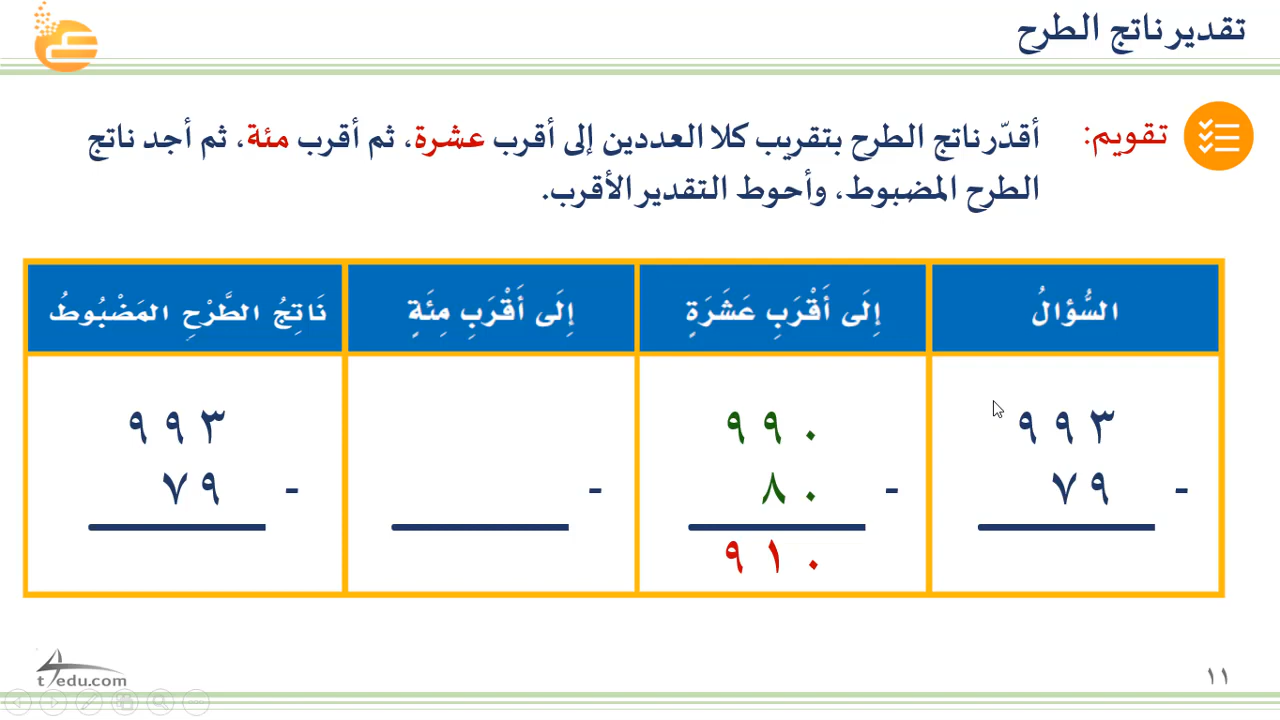 تقدير ناتج الطرح
تقويم:
أقدّر ناتج الطرح بتقريب كلا العددين إلى أقرب عشرة، ثم أقرب مئة، ثم أجد ناتج
الطرح المضبوط، وأحوط التقدير الأقرب.
السُّؤالُ
إِلَى أَقْرَبِ عَشَرَةٍ
إِلَى أَقْرَبِ مِئَةٍ
نَاتِجُ الطَّرْحِ المَضْبُوطُ
٩٩٣
- ٧٩
٩٩٠
- ٨٠
٩١٠
-
٩٩٣
- ٧٩
t4edu.com
١١